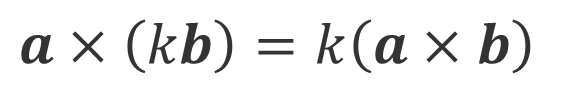 a × (kb) = k(a × b)